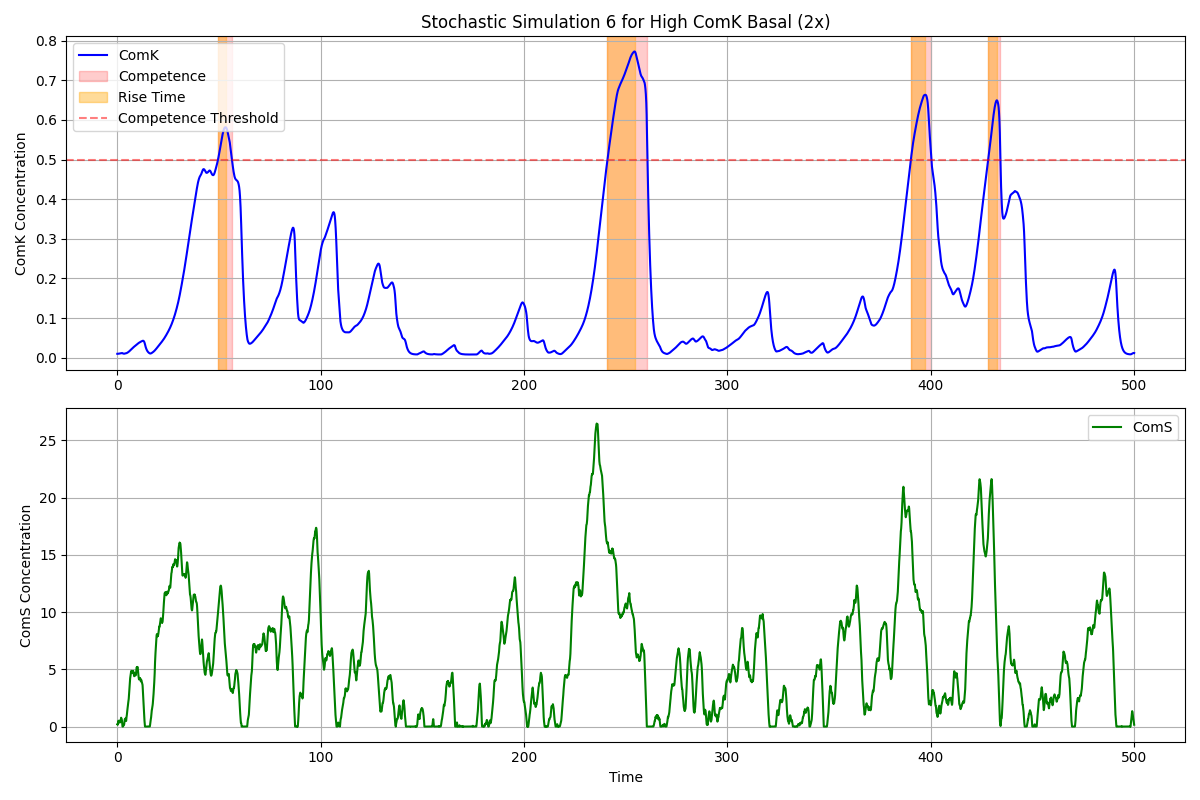 Stochastic Simulation 6 for High ComK Basal (2x)
ComK Concentration
0.8
0.7
0.6
0.5
0.4
0.3
0.2
0.1
0.0
ComK
Competence
Rise Time
Competence Threshold
0 100 200 300 400 500
ComS Concentration
25
20
15
10
5
0
ComS
0 100 200 300 400 500
Time